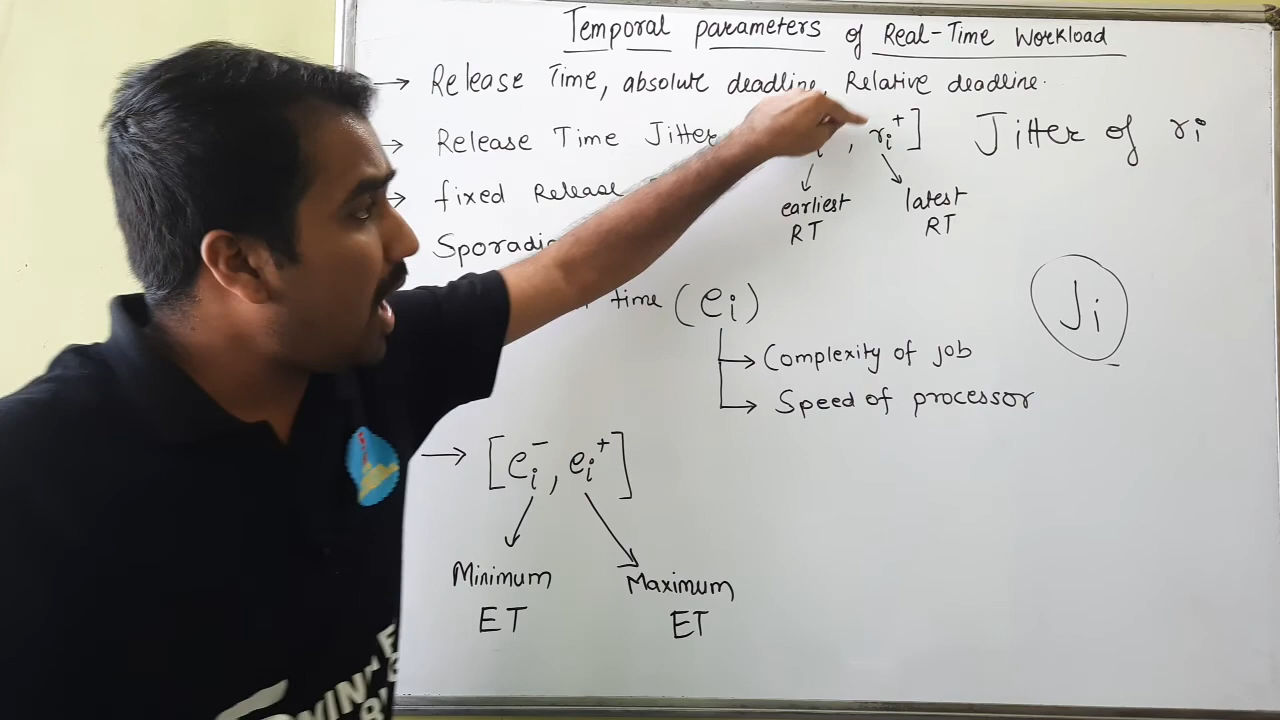 Temporal parameters of Real-Time Workload
→ Release Time, absolute deadline, Relative deadline.
→ Release Time Jitter , ri+] Jitter of ri
→ fixed Release
earliest RT
latest RT
Sporadic
time (ei)
Ji
→ Complexity of job
→ Speed of processor
→ [ei-, ei+]
Minimum ET
Maximum ET